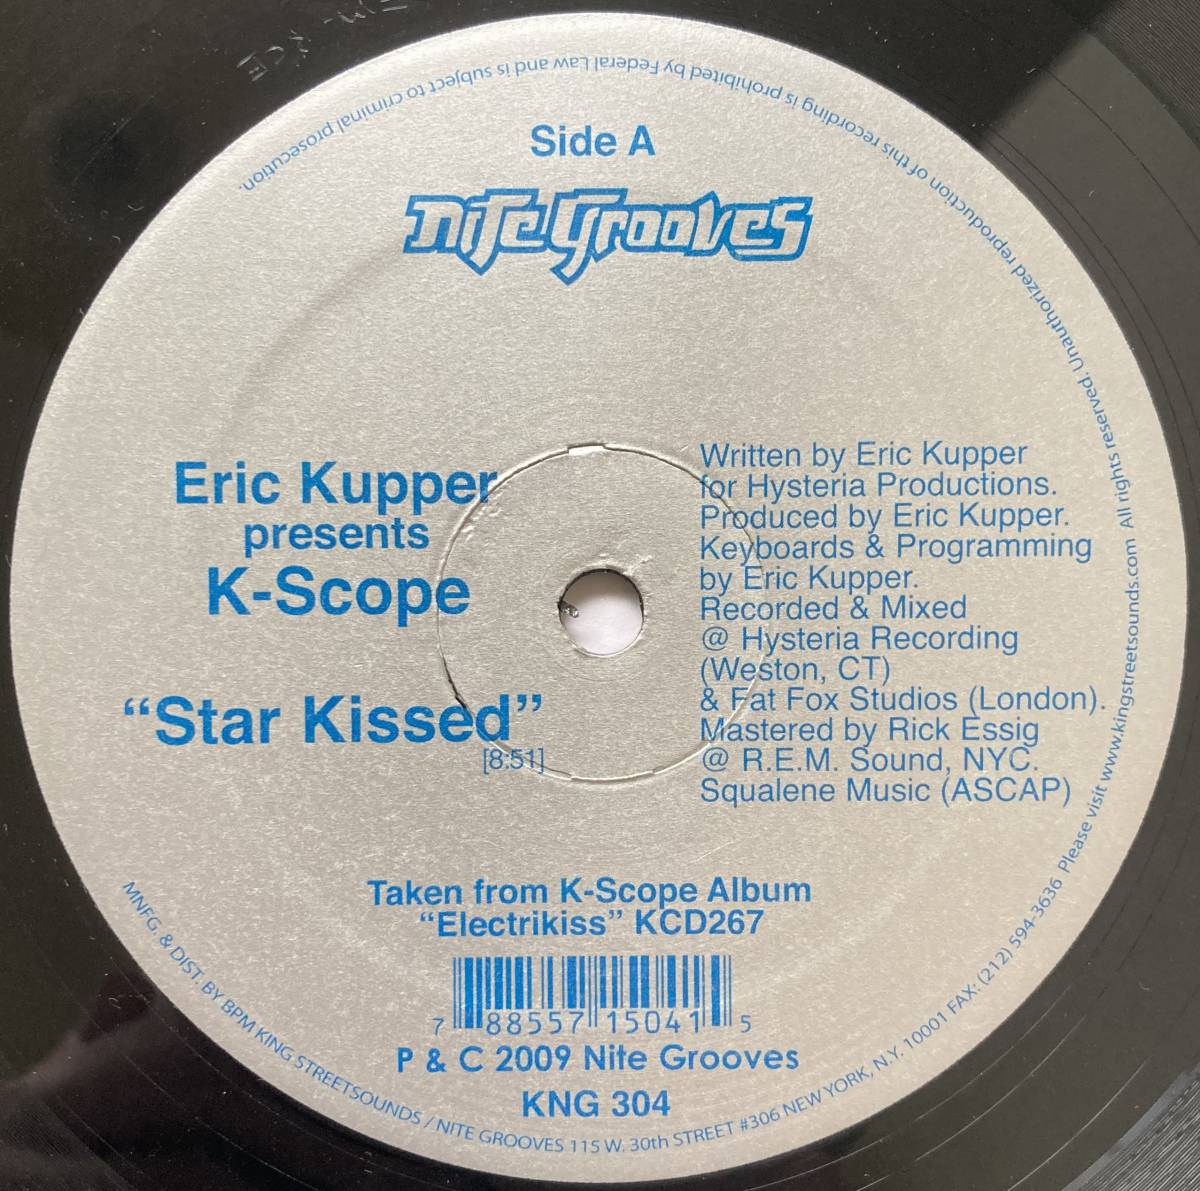 Side A
nite Grooves
Eric Kupper
presents
K-Scope
“Star Kissed”
[8:51]
Written by Eric Kupper
for Hysteria Productions.
Produced by Eric Kupper.
Keyboards & Programming
by Eric Kupper.
Recorded & Mixed
@ Hysteria Recording
(Weston, CT)
& Fat Fox Studios (London).
Mastered by Rick Essig
@ R.E.M. Sound, NYC.
Squalene Music (ASCAP)
Taken from K-Scope Album
“Electrikiss” KCD267
7 88557 15041 5
P & C 2009 Nite Grooves
KNG 304
MNFG. & DIST. BY BPM KING STREETSOUNDS / NITE GROOVES 115 W. 30th STREET #306 NEW YORK, N.Y. 10001 FAX: (212) 594-3636 Please visit www.kingstreetsounds.com All rights reserved. Unauthorized reproduction of this recording is prohibited by Federal Law and is subject to criminal prosecution.